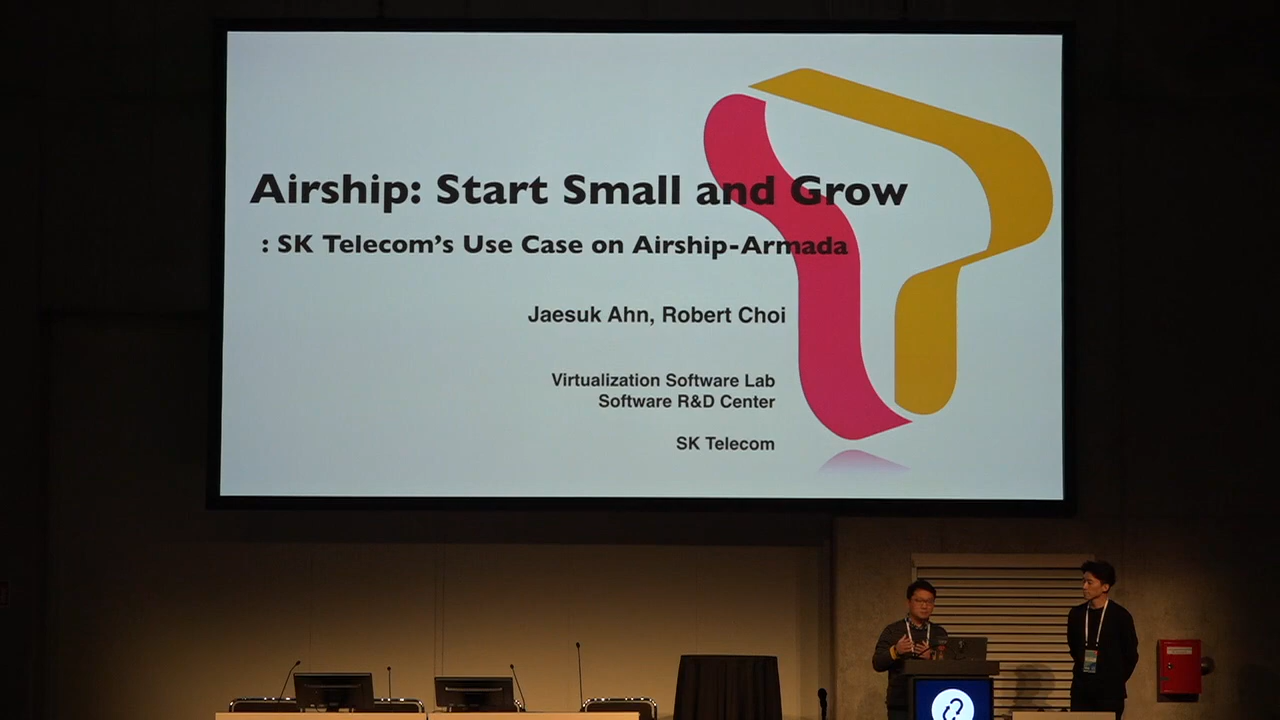 Airship: Start Small and Grow
: SK Telecom's Use Case on Airship-Armada
Jaesuk Ahn, Robert Choi
Virtualization Software Lab
Software R&D Center
SK Telecom